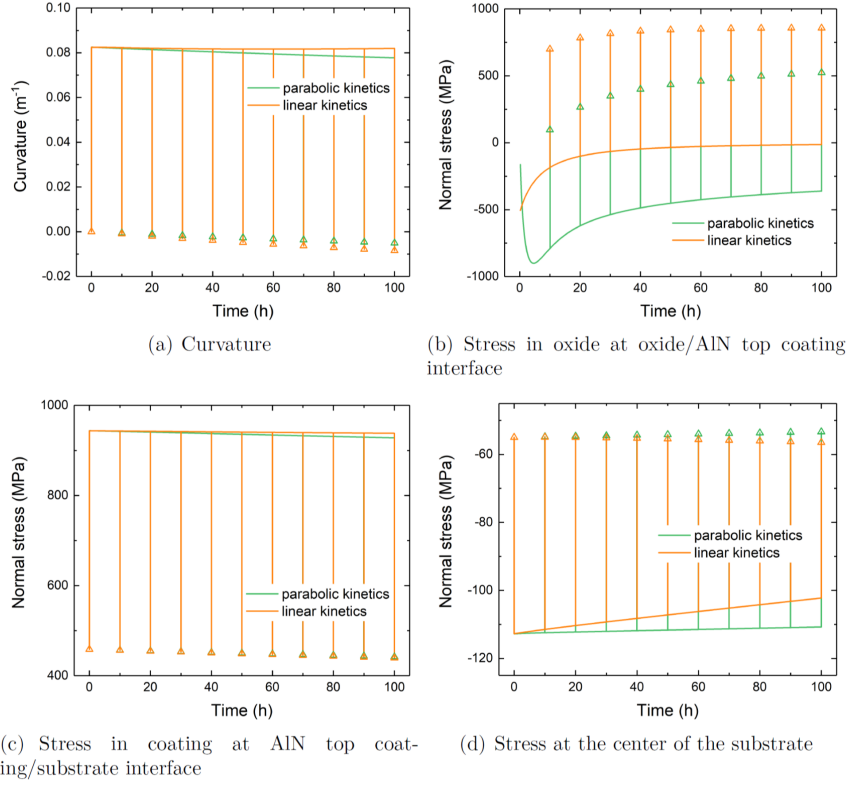 0.10
0.08
0.06
0.04
0.02
0.00
-0.02
Curvature (m-1)
parabolic kinetics
linear kinetics
0 20 40 60 80 100
Time (h)
(a) Curvature
1000
500
0
-500
-1000
Normal stress (MPa)
parabolic kinetics
linear kinetics
0 20 40 60 80 100
Time (h)
(b) Stress in oxide at oxide/AlN top coating
interface
1000
800
600
400
Normal stress (MPa)
parabolic kinetics
linear kinetics
0 20 40 60 80 100
Time (h)
(c) Stress in coating at AlN top coat-
ing/substrate interface
-60
-80
-100
-120
Normal stress (MPa)
parabolic kinetics
linear kinetics
0 20 40 60 80 100
Time (h)
(d) Stress at the center of the substrate